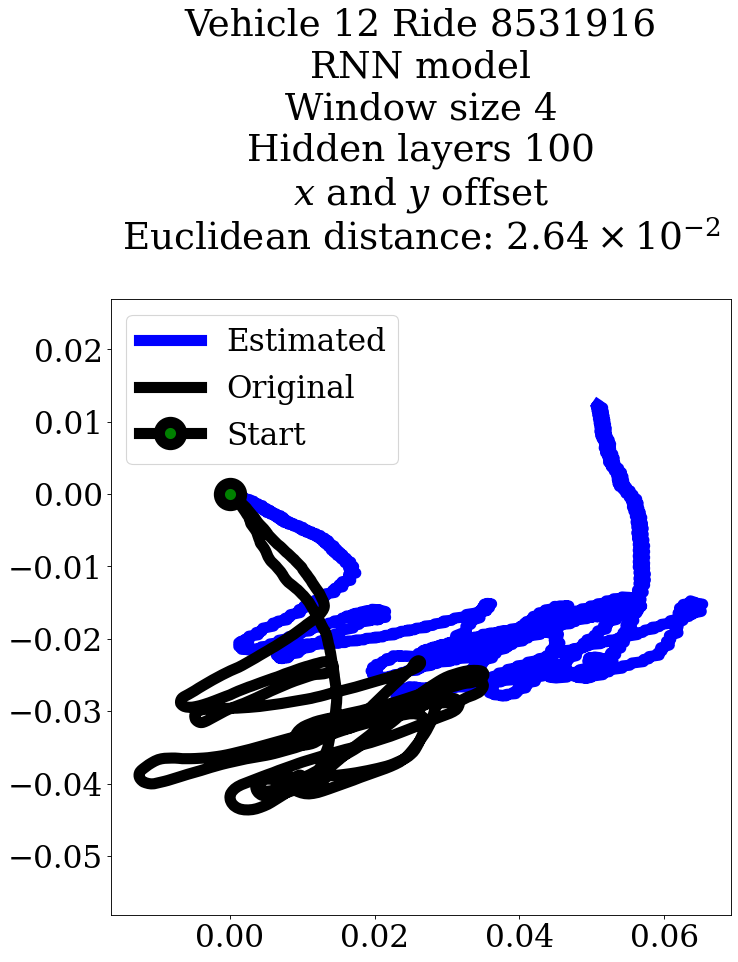 Vehicle 12 Ride 8531916
RNN model
Window size 4
Hidden layers 100
x and y offset
Euclidean distance: 2.64 × 10⁻²
Estimated
Original
Start
0.02
0.01
0.00
−0.01
−0.02
−0.03
−0.04
−0.05
0.00 0.02 0.04 0.06